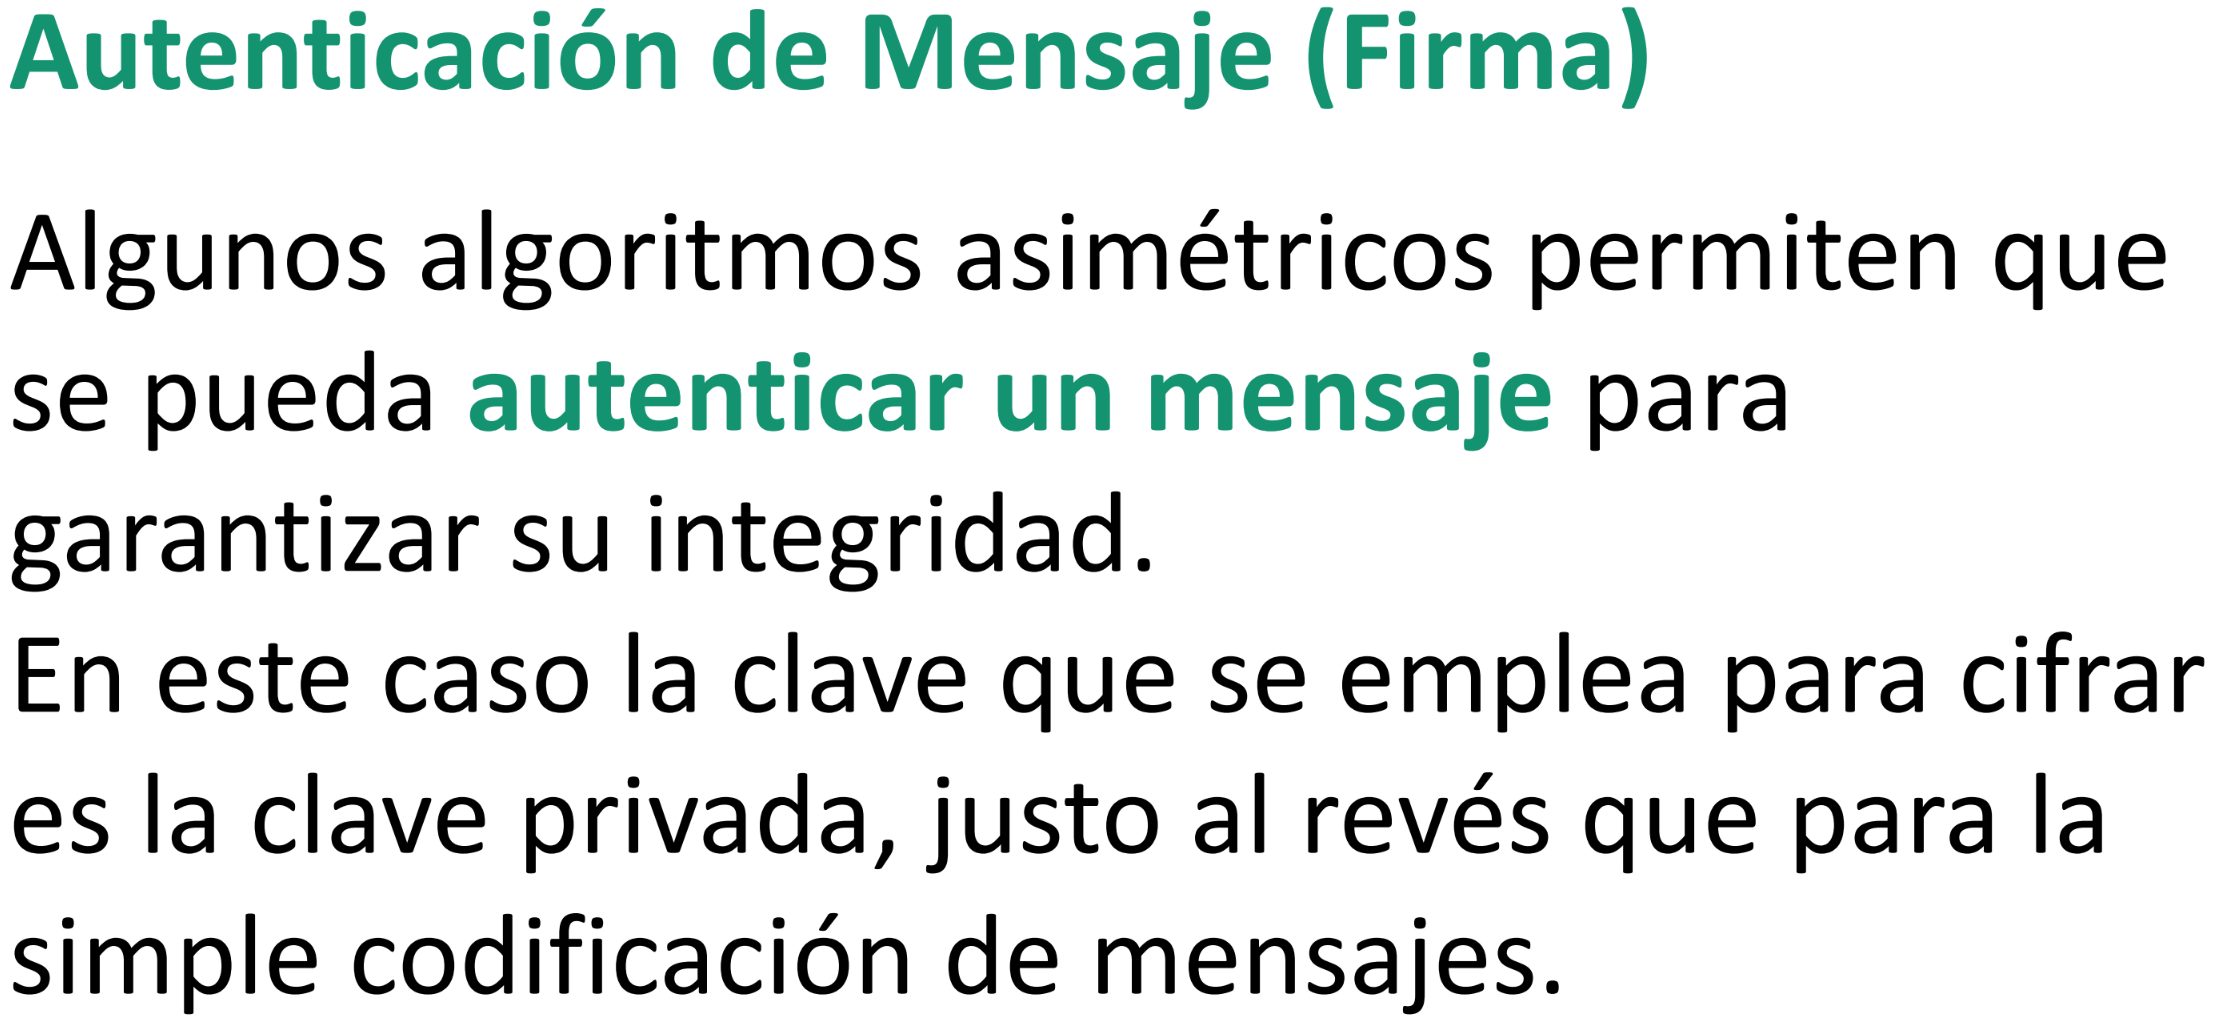 Autenticación de Mensaje (Firma)
Algunos algoritmos asimétricos permiten que
se pueda autenticar un mensaje para
garantizar su integridad.
En este caso la clave que se emplea para cifrar
es la clave privada, justo al revés que para la
simple codificación de mensajes.